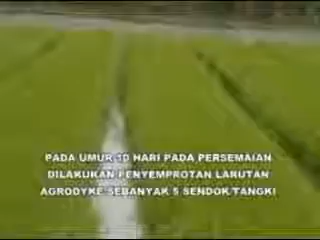 PADA UMUR 10 HARI PADA PERSEMAIAN
DILAKUKAN PENYEMPROTAN LARUTAN
AGRODYKE SEBANYAK 5 SENDOK/TANGKI